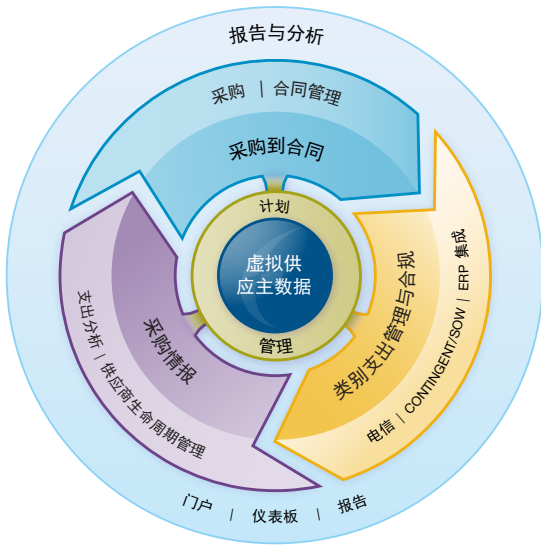 报告与分析
采购 | 合同管理
采购到合同
计划
虚拟供
应主数据
管理
类别支出管理与合规
电信 | CONTINGENT/SOW | ERP 集成
采购情报
支出分析 | 供应商生命周期管理
门户 | 仪表板 | 报告